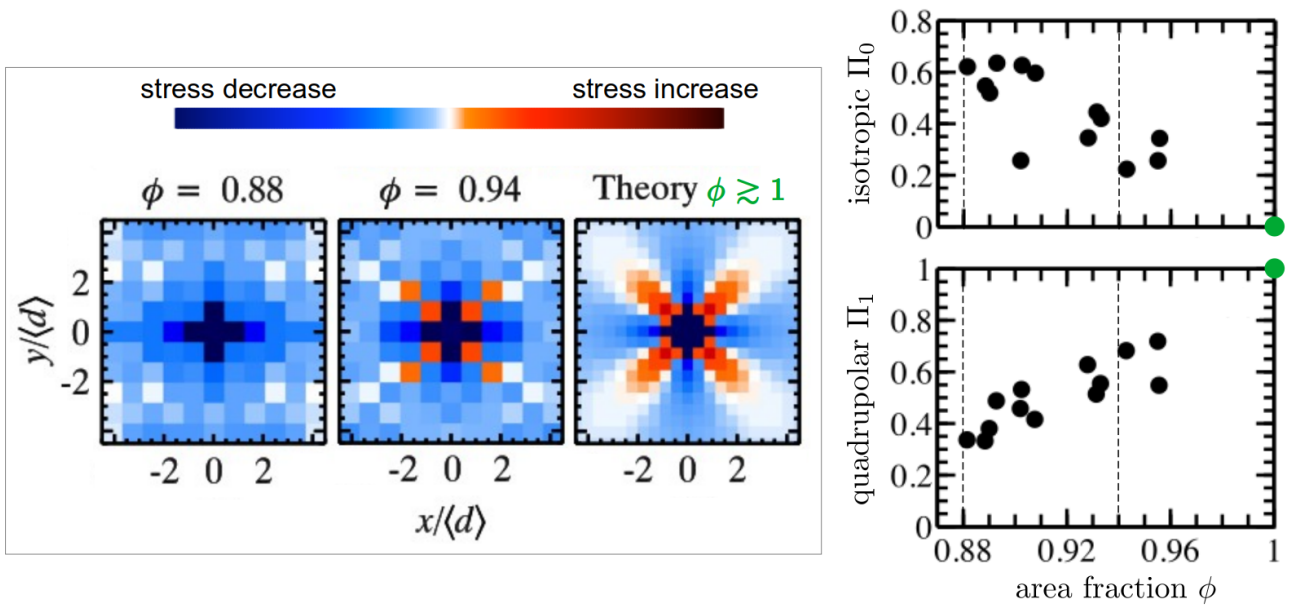 stress decrease
stress increase
ϕ = 0.88
ϕ = 0.94
Theory ϕ ≳ 1
y/⟨d⟩
2
0
-2
-2 0 2
-2 0 2
-2 0 2
x/⟨d⟩
isotropic Π₀
0.8
0.6
0.4
0.2
0
quadrupolar Π₁
1
0.8
0.6
0.4
0.2
0
0.88 0.92 0.96 1
area fraction ϕ